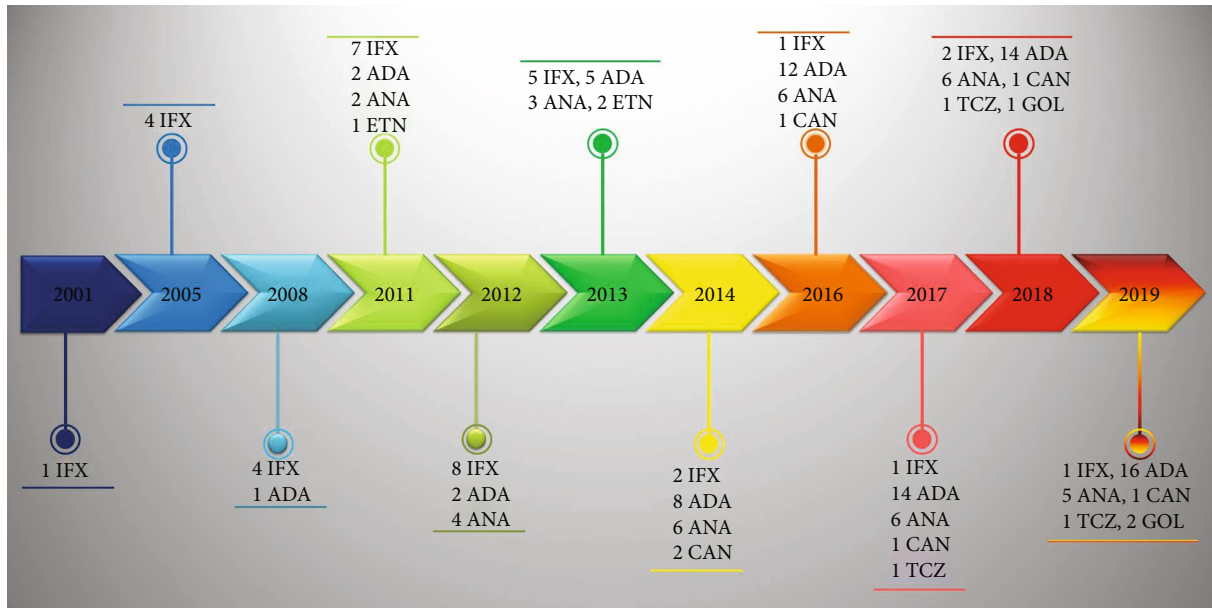 7 IFX
2 ADA
2 ANA
1 ETN
1 IFX
12 ADA
6 ANA
1 CAN
2 IFX, 14 ADA
6 ANA, 1 CAN
1 TCZ, 1 GOL
5 IFX, 5 ADA
3 ANA, 2 ETN
4 IFX
2001
2005
2008
2011
2012
2013
2014
2016
2017
2018
2019
1 IFX
4 IFX
1 ADA
8 IFX
2 ADA
4 ANA
2 IFX
8 ADA
6 ANA
2 CAN
1 IFX
14 ADA
6 ANA
1 CAN
1 TCZ
1 IFX, 16 ADA
5 ANA, 1 CAN
1 TCZ, 2 GOL